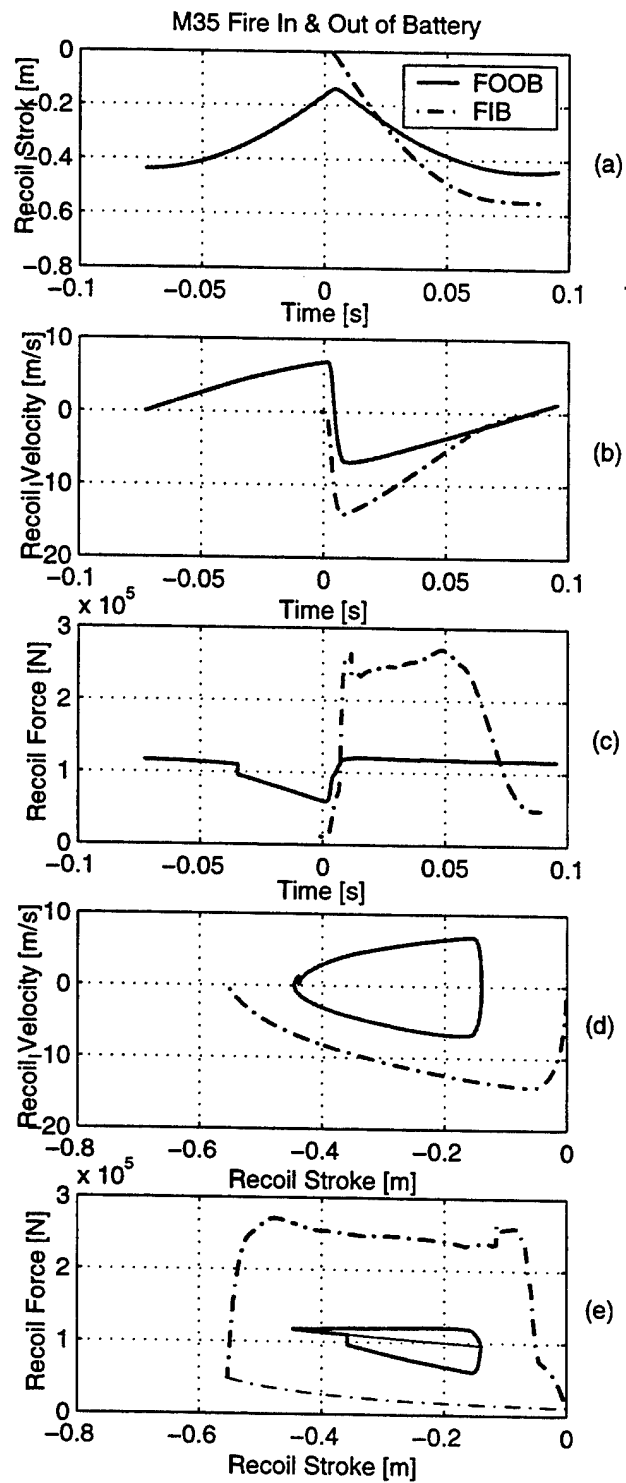 M35 Fire In & Out of Battery
0
−0.2
−0.4
−0.6
−0.8
Recoil Strok [m]
FOOB
FIB
(a)
−0.1
−0.05
0
0.05
0.1
Time [s]
10
0
10
20
Recoil Velocity [m/s]
(b)
−0.1
−0.05
0
0.05
0.1
Time [s]
x 10^5
3
2
1
0
Recoil Force [N]
(c)
−0.1
−0.05
0
0.05
0.1
Time [s]
10
0
10
20
Recoil Velocity [m/s]
(d)
−0.8
−0.6
−0.4
−0.2
0
Recoil Stroke [m]
x 10^5
3
2
1
0
Recoil Force [N]
(e)
−0.8
−0.6
−0.4
−0.2
0
Recoil Stroke [m]